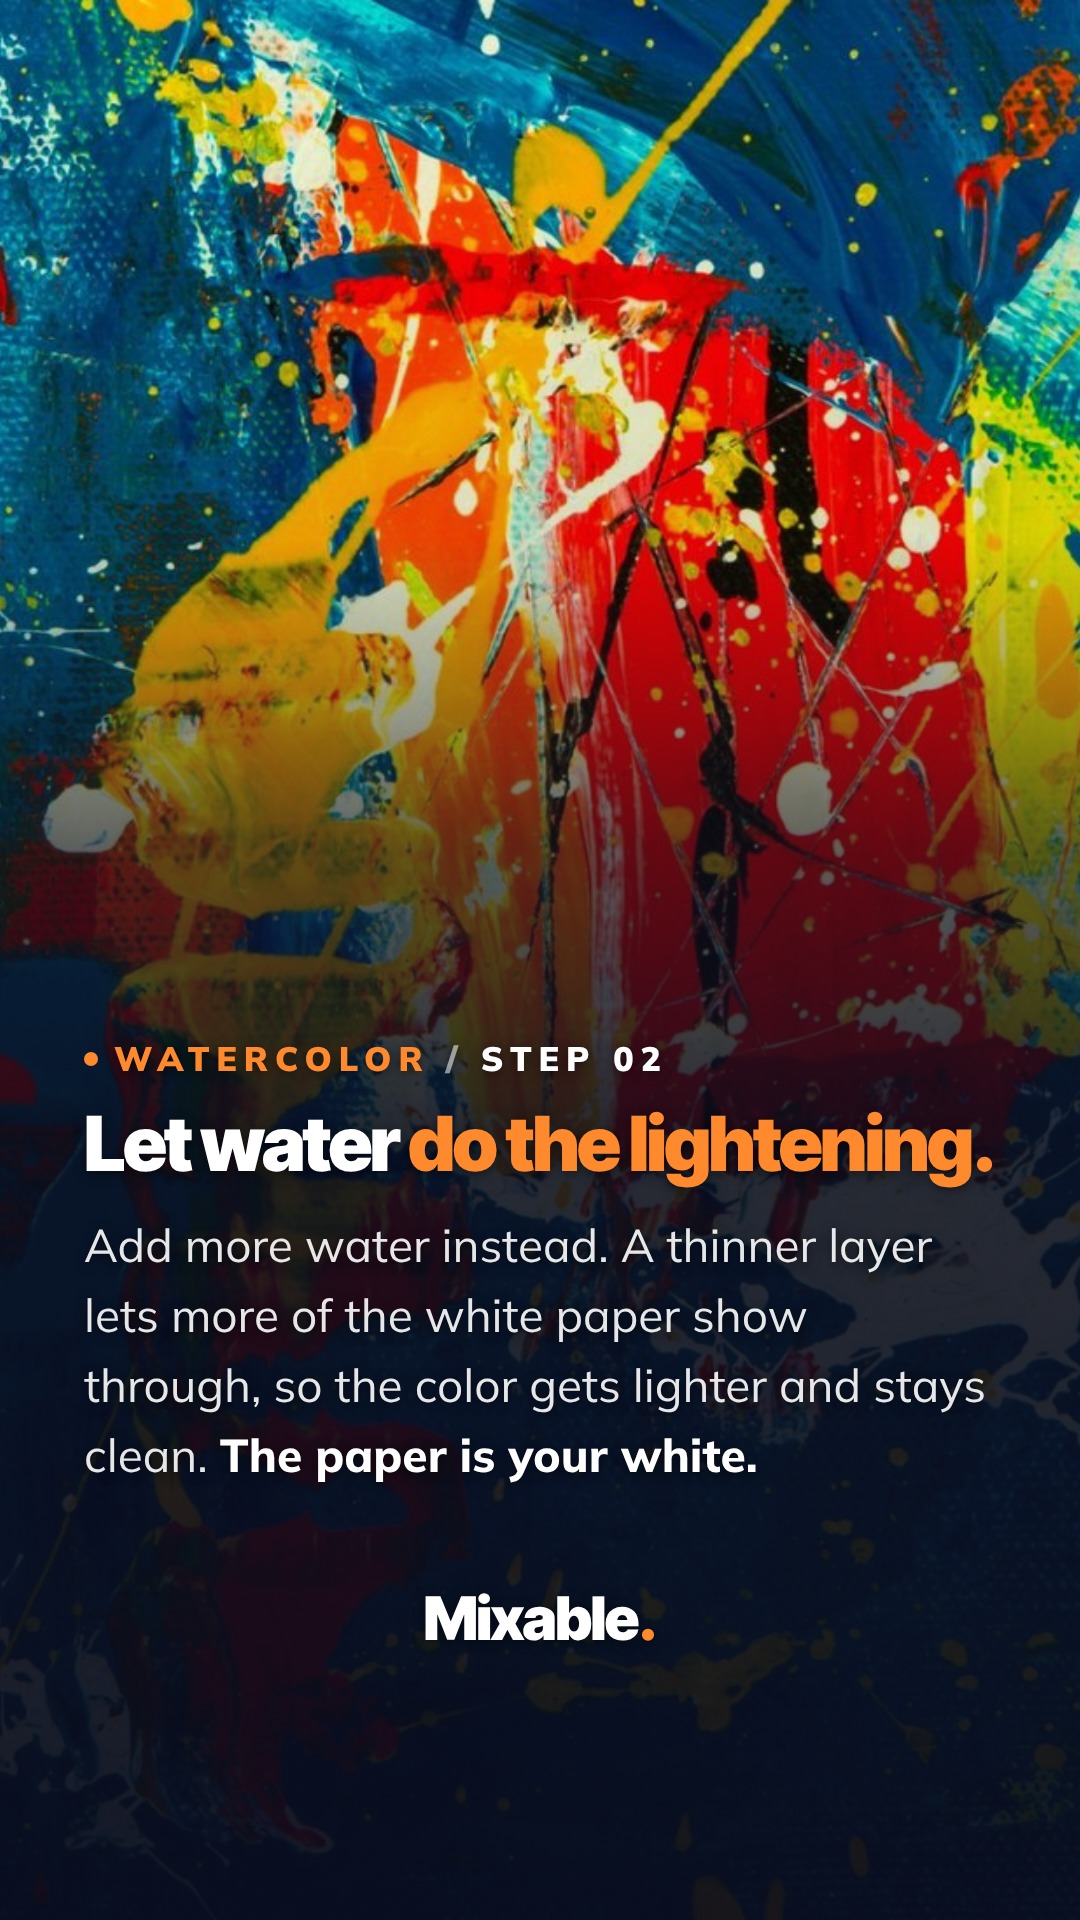 • WATERCOLOR / STEP 02
Let water do the lightening.
Add more water instead. A thinner layer
lets more of the white paper show
through, so the color gets lighter and stays
clean. The paper is your white.
Mixable.